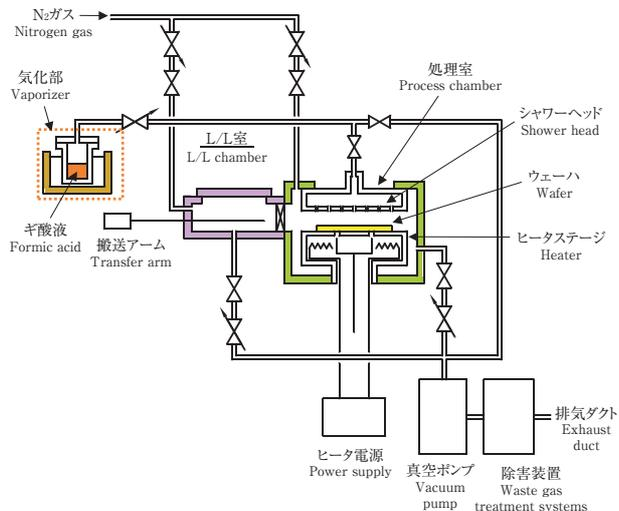 N₂ガス
Nitrogen gas
気化部
Vaporizer
処理室
Process chamber
シャワーヘッド
Shower head
L/L室
L/L chamber
ウェーハ
Wafer
ギ酸液
Formic acid
搬送アーム
Transfer arm
ヒータステージ
Heater
ヒータ電源
Power supply
真空ポンプ
Vacuum
pump
除害装置
Waste gas
treatment systems
排気ダクト
Exhaust
duct